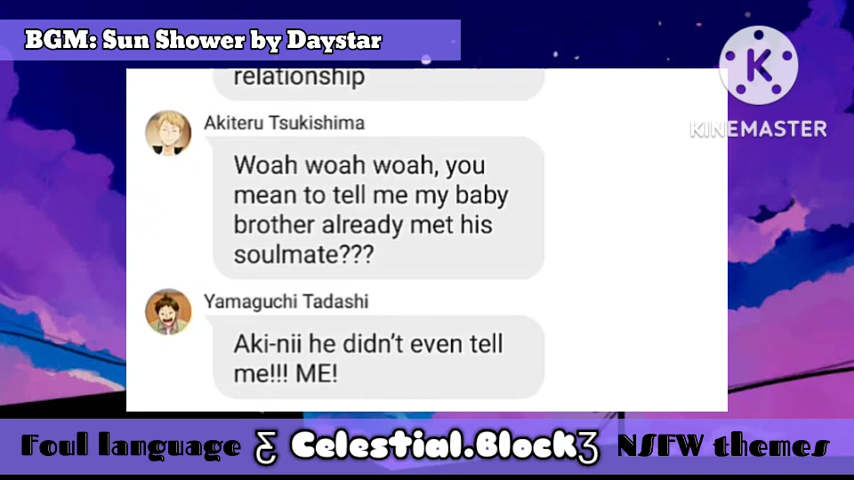 BGM: Sun Shower by Daystar
KINEMASTER
relationship
Akiteru Tsukishima
Woah woah woah, you
mean to tell me my baby
brother already met his
soulmate???
Yamaguchi Tadashi
Aki-nii he didn't even tell
me!!! ME!
Foul language ƸCelestial.BlockƷ NSFW themes